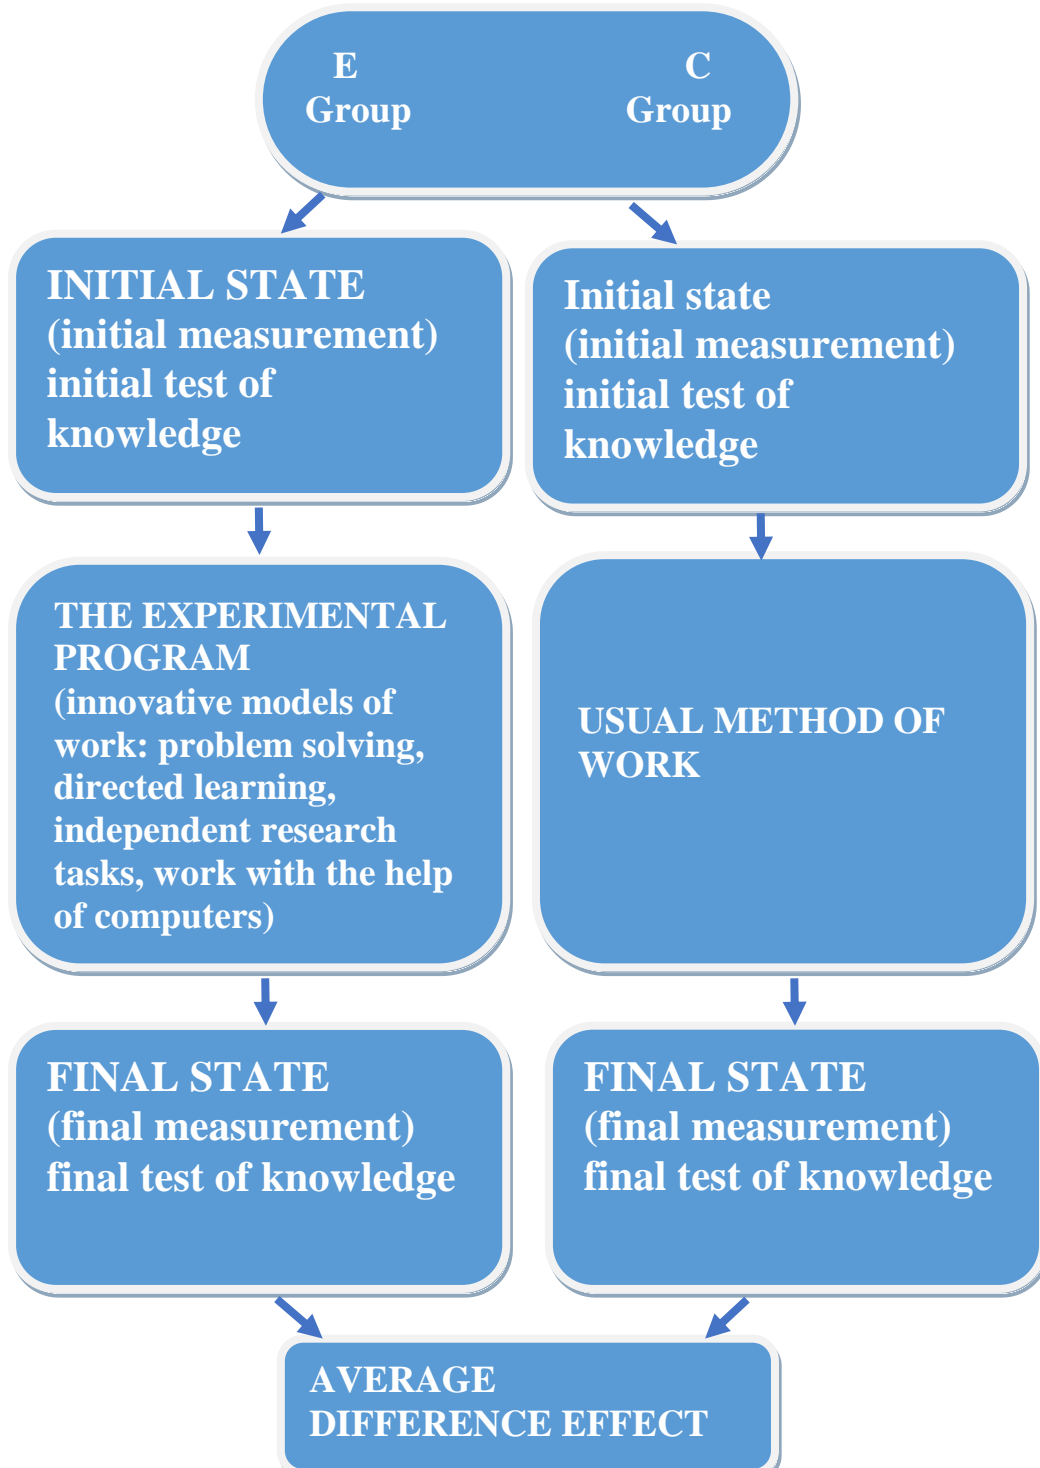 E
Group
C
Group
INITIAL STATE
(initial measurement)
initial test of
knowledge
Initial state
(initial measurement)
initial test of
knowledge
THE EXPERIMENTAL
PROGRAM
(innovative models of
work: problem solving,
directed learning,
independent research
tasks, work with the help
of computers)
USUAL METHOD OF
WORK
FINAL STATE
(final measurement)
final test of knowledge
FINAL STATE
(final measurement)
final test of knowledge
AVERAGE
DIFFERENCE EFFECT